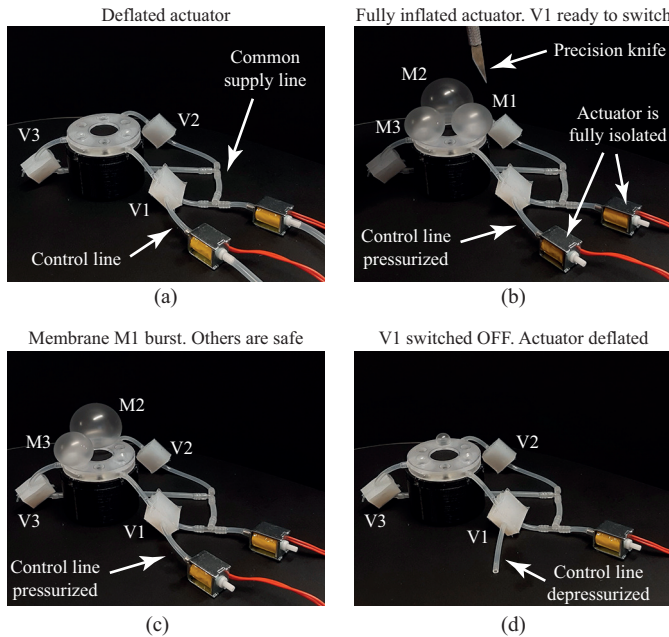 Deflated actuator
Common
supply line
V3
V2
V1
Control line
(a)
Fully inflated actuator. V1 ready to switch
Precision knife
M2
M1
M3
Actuator is
fully isolated
Control line
pressurized
(b)
Membrane M1 burst. Others are safe
M2
M3
V2
V3
V1
Control line
pressurized
(c)
V1 switched OFF. Actuator deflated
V2
V3
V1
Control line
depressurized
(d)